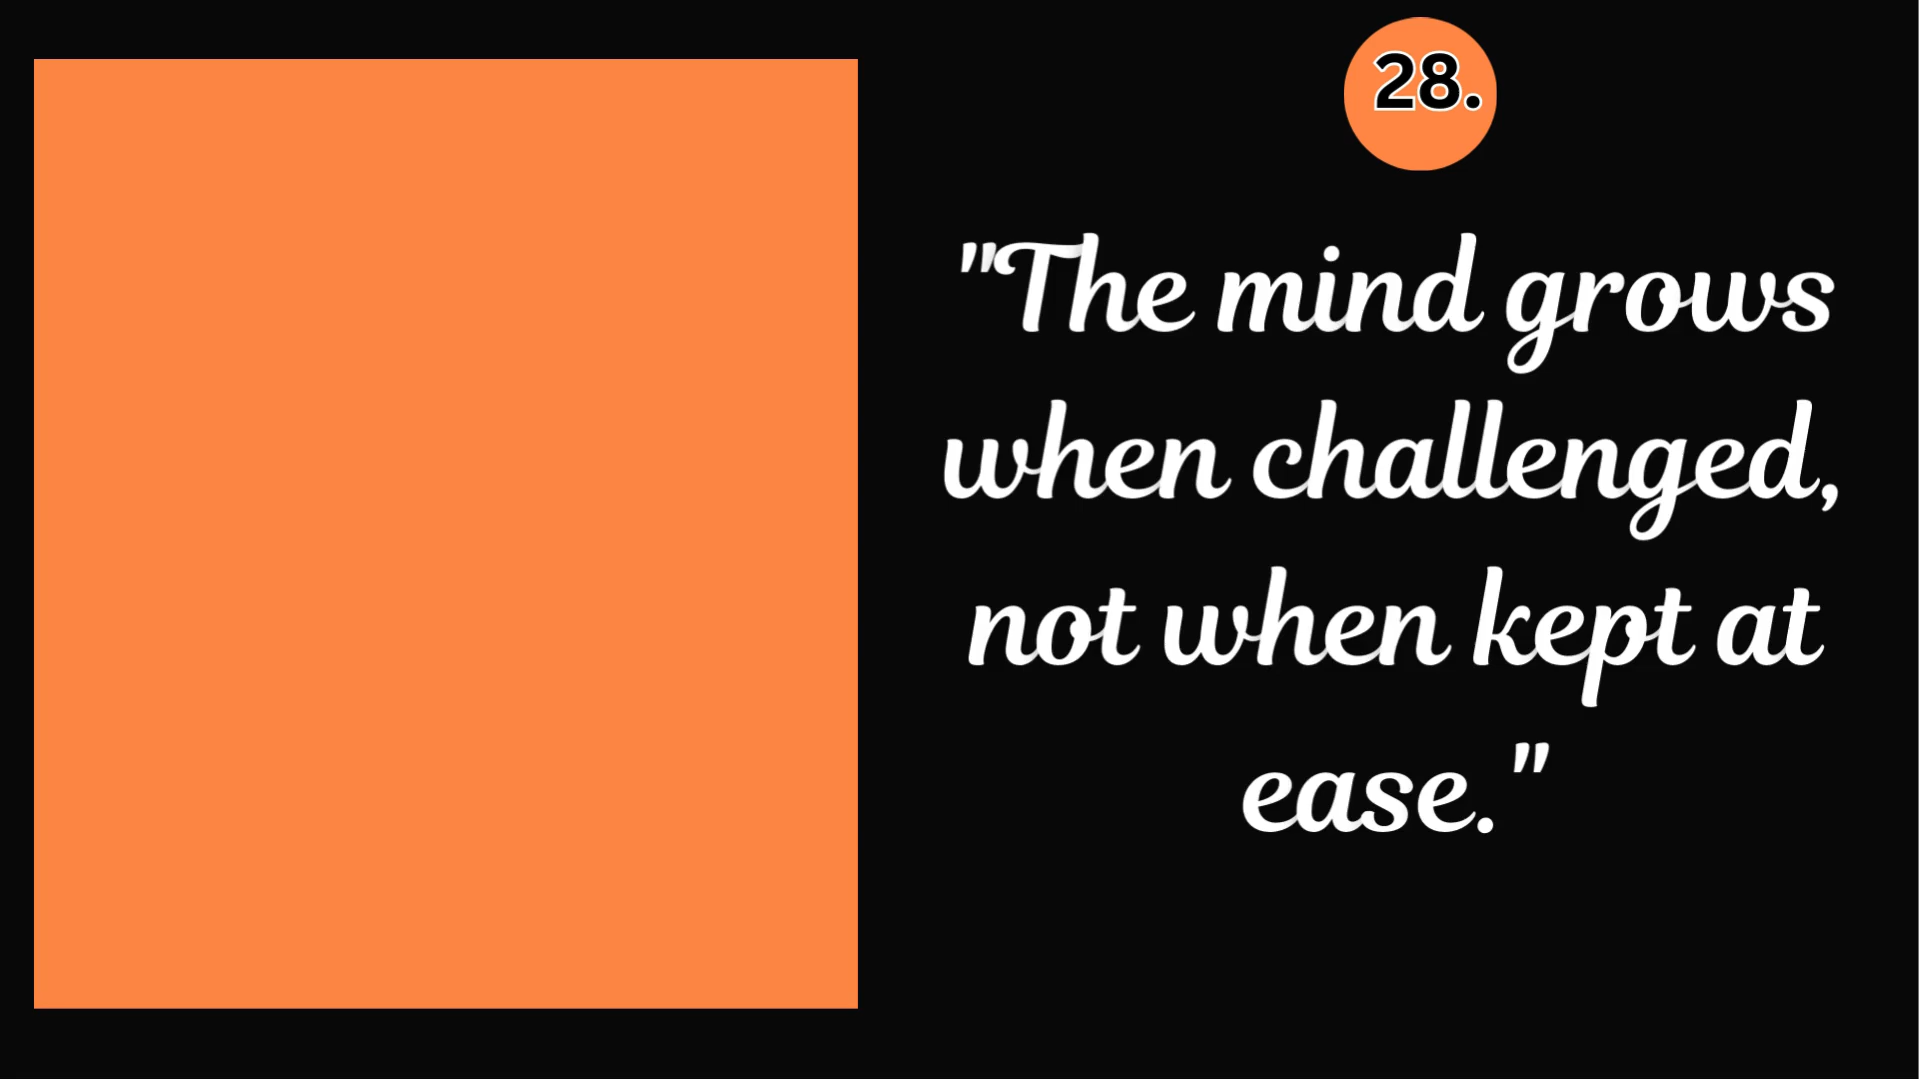 28.
"The mind grows
when challenged,
not when kept at
ease."